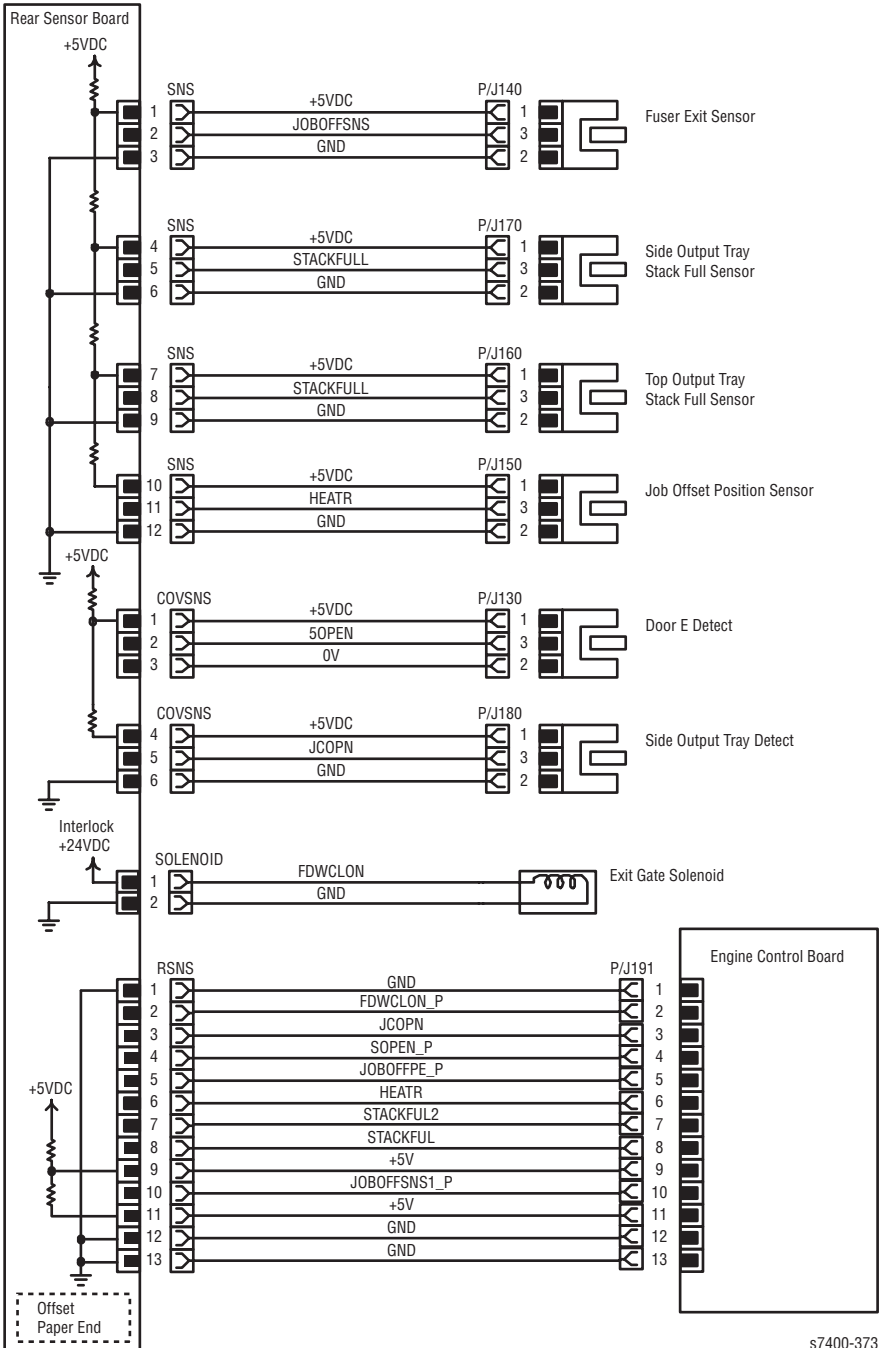 Rear Sensor Board
+5VDC
SNS
P/J140
1 +5VDC 1
2 JOBOFFSNS 3
3 GND 2
Fuser Exit Sensor
SNS
P/J170
4 +5VDC 1
5 STACKFULL 3
6 GND 2
Side Output Tray
Stack Full Sensor
SNS
P/J160
7 +5VDC 1
8 STACKFULL 3
9 GND 2
Top Output Tray
Stack Full Sensor
SNS
P/J150
10 +5VDC 1
11 HEATR 3
12 GND 2
Job Offset Position Sensor
+5VDC
COVSNS
P/J130
1 +5VDC 1
2 5OPEN 3
3 0V 2
Door E Detect
COVSNS
P/J180
4 +5VDC 1
5 JCOPN 3
6 GND 2
Side Output Tray Detect
Interlock
+24VDC
SOLENOID
1 FDWCLON
2 GND
Exit Gate Solenoid
Engine Control Board
RSNS
P/J191
1 GND 1
2 FDWCLON_P 2
3 JCOPN 3
4 SOPEN_P 4
5 JOBOFFPE_P 5
6 HEATR 6
7 STACKFUL2 7
8 STACKFUL 8
9 +5V 9
10 JOBOFFSNS1_P 10
11 +5V 11
12 GND 12
13 GND 13
+5VDC
Offset
Paper End
s7400-373